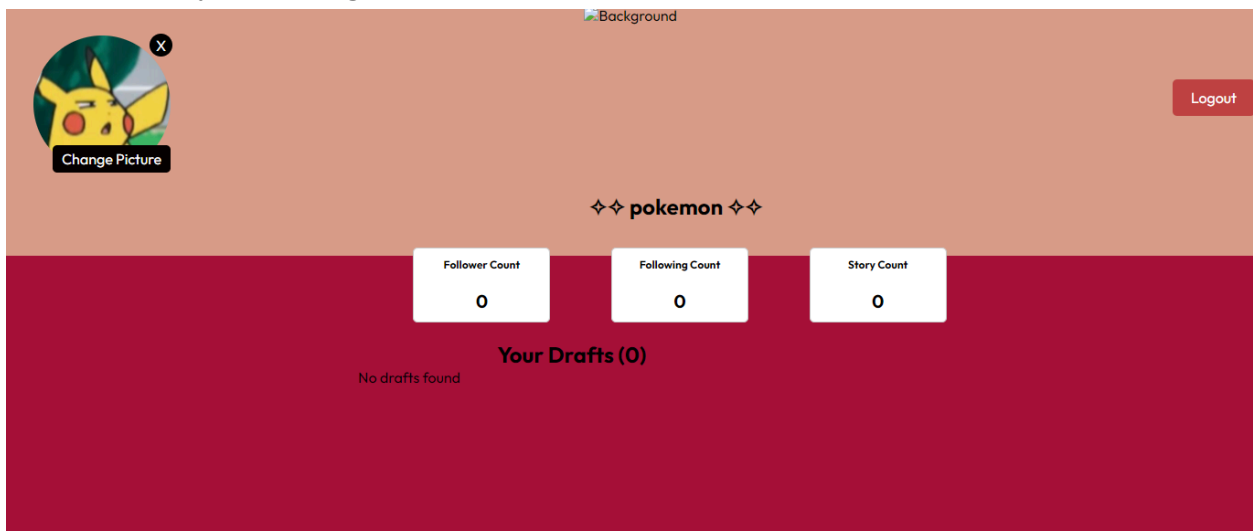 Background
X
Logout
Change Picture
✧✧ pokemon ✧✧
Follower Count
Following Count
Story Count
0
0
0
Your Drafts (0)
No drafts found